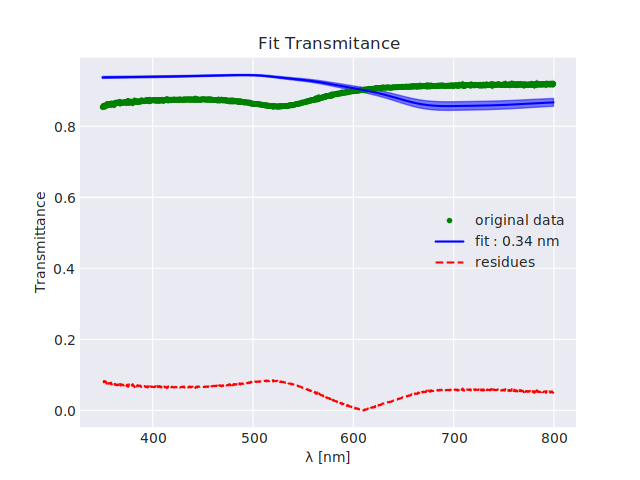 Fit Transmitance
Transmittance
0.8
0.6
0.4
0.2
0.0
original data
fit : 0.34 nm
residues
400 500 600 700 800
λ [nm]